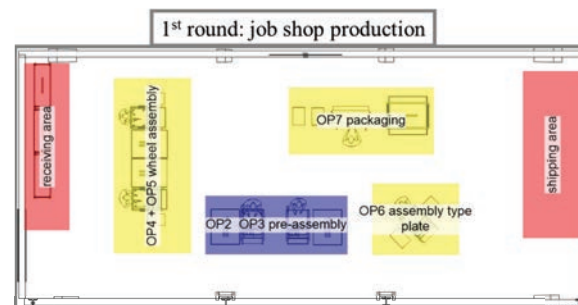 1st round: job shop production
receiving area
OP4 + OP5 wheel assembly
OP7 packaging
shipping area
OP2 OP3 pre-assembly
OP6 assembly type
plate